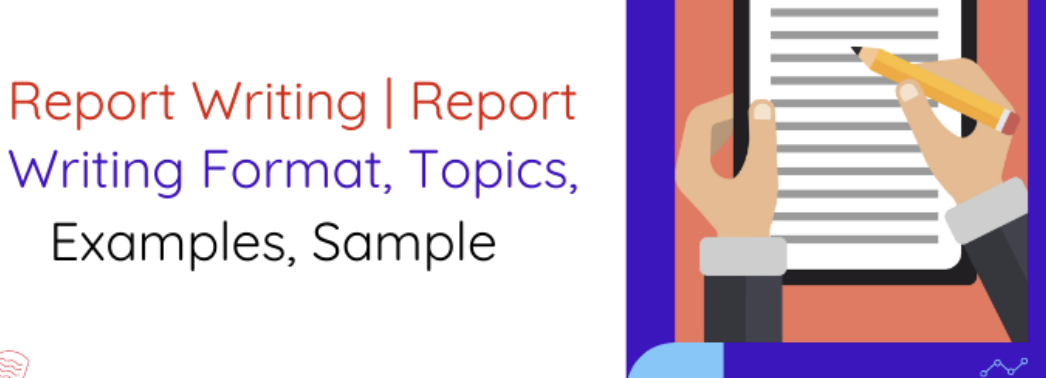 Report Writing | Report
Writing Format, Topics,
Examples, Sample